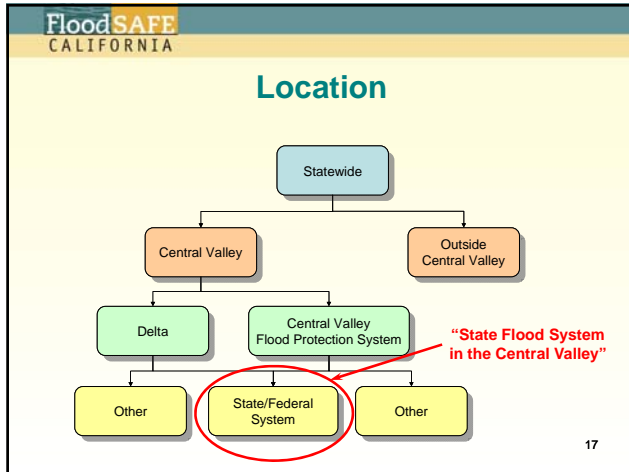 FloodSAFE
CALIFORNIA
Location
Statewide
Central Valley
Outside
Central Valley
Delta
Central Valley
Flood Protection System
“State Flood System
in the Central Valley”
Other
State/Federal
System
Other
17